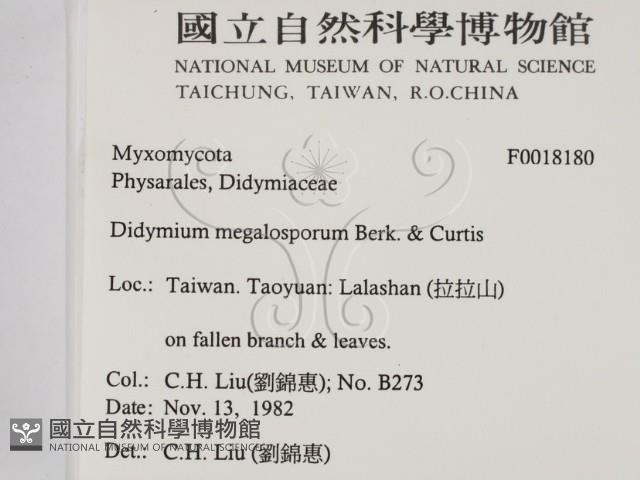 國立自然科學博物館
NATIONAL MUSEUM OF NATURAL SCIENCE
TAICHUNG, TAIWAN, R.O.CHINA
Myxomycota F0018180
Physarales, Didymiaceae
Didymium megalosporum Berk. & Curtis
Loc.: Taiwan. Taoyuan: Lalashan (拉拉山)
on fallen branch & leaves.
Col.: C.H. Liu(劉錦惠); No. B273
Date: Nov. 13, 1982
國立自然科學博物館
NATIONAL MUSEUM OF NATURAL SCIENCE
Det.: C.H. Liu (劉錦惠)